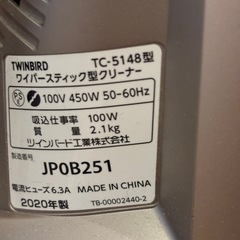 TWINBIRD TC-5148型
ワイパースティック型クリーナー
PSE 100V 450W 50-60Hz
吸込仕事率 100W
質量 2.1kg
ツインバード工業株式会社
製造番号
JP0B251
電流ヒューズ6.3A MADE IN CHINA
2020年製 TB-00002440-2